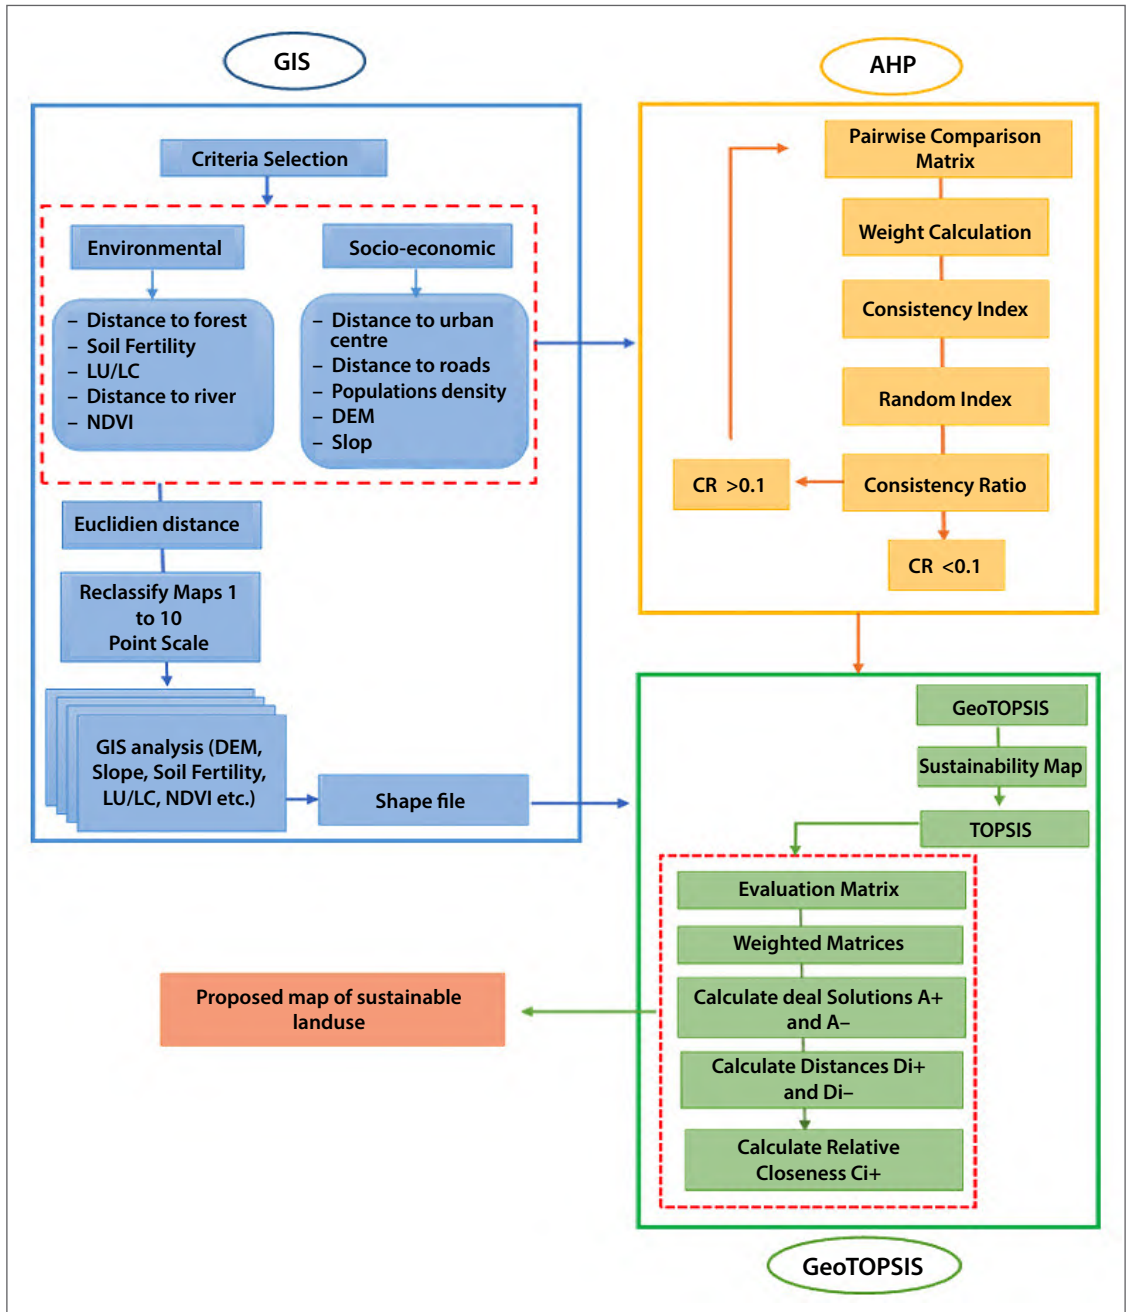 GIS
Criteria Selection
Environmental
– Distance to forest
– Soil Fertility
– LU/LC
– Distance to river
– NDVI
Socio-economic
– Distance to urban
centre
– Distance to roads
– Populations density
– DEM
– Slop
Euclidien distance
Reclassify Maps 1
to 10
Point Scale
GIS analysis (DEM,
Slope, Soil Fertility,
LU/LC, NDVI etc.)
Shape file
AHP
Pairwise Comparison
Matrix
Weight Calculation
Consistency Index
Random Index
Consistency Ratio
CR >0.1
CR <0.1
GeoTOPSIS
Sustainability Map
TOPSIS
Evaluation Matrix
Weighted Matrices
Calculate deal Solutions A+
and A–
Calculate Distances Di+
and Di–
Calculate Relative
Closeness Ci+
Proposed map of sustainable
landuse
GeoTOPSIS